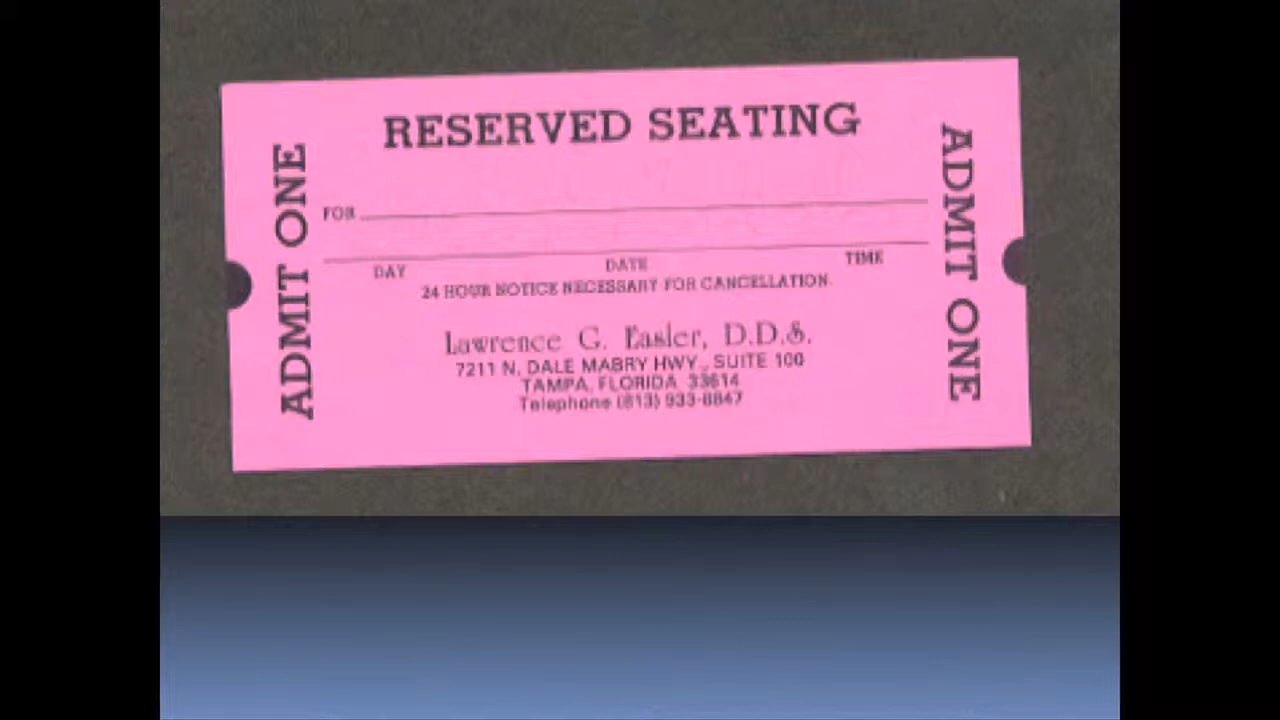 RESERVED SEATING
ADMIT ONE
FOR
DAY DATE TIME
24 HOUR NOTICE NECESSARY FOR CANCELLATION.
Lawrence G. Easler, D.D.S.
7211 N. DALE MABRY HWY., SUITE 100
TAMPA, FLORIDA 33614
Telephone (813) 933-8847
ADMIT ONE